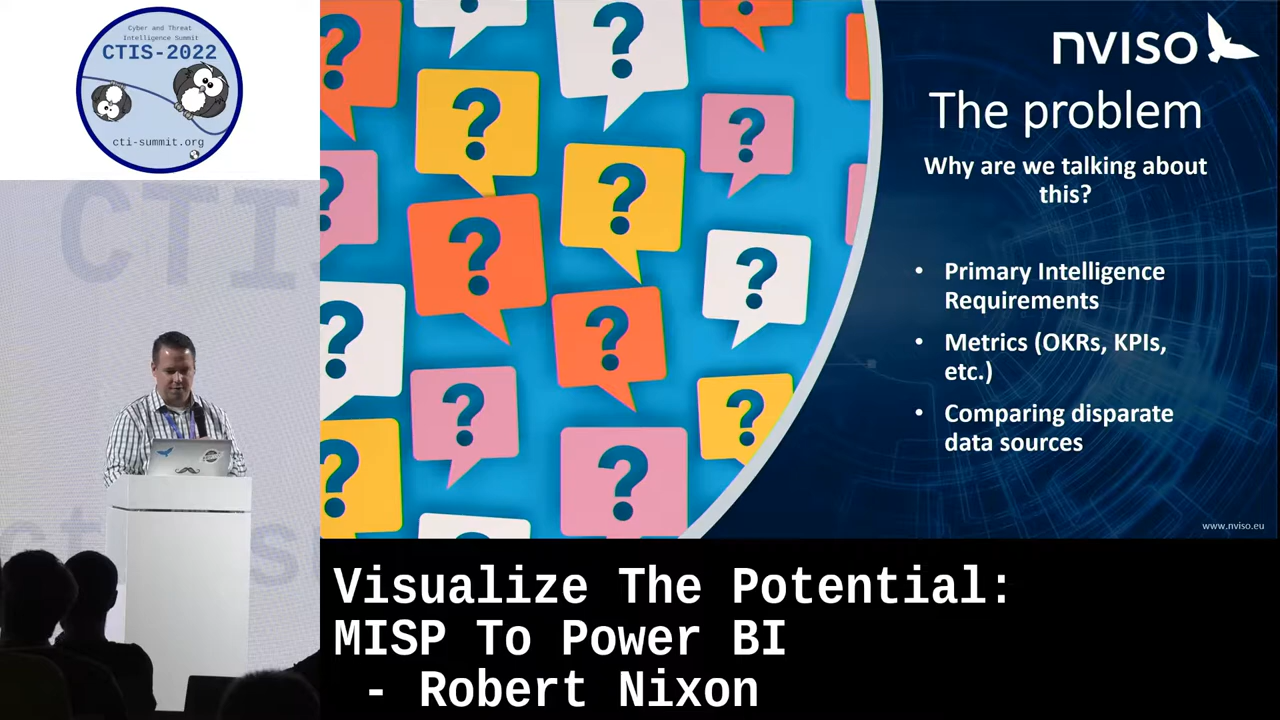 Cyber and Threat
Intelligence Summit
CTIS-2022
cti-summit.org
CTI
nviso
The problem
Why are we talking about
this?
• Primary Intelligence
Requirements
• Metrics (OKRs, KPIs,
etc.)
• Comparing disparate
data sources
www.nviso.eu
Visualize The Potential:
MISP To Power BI
- Robert Nixon